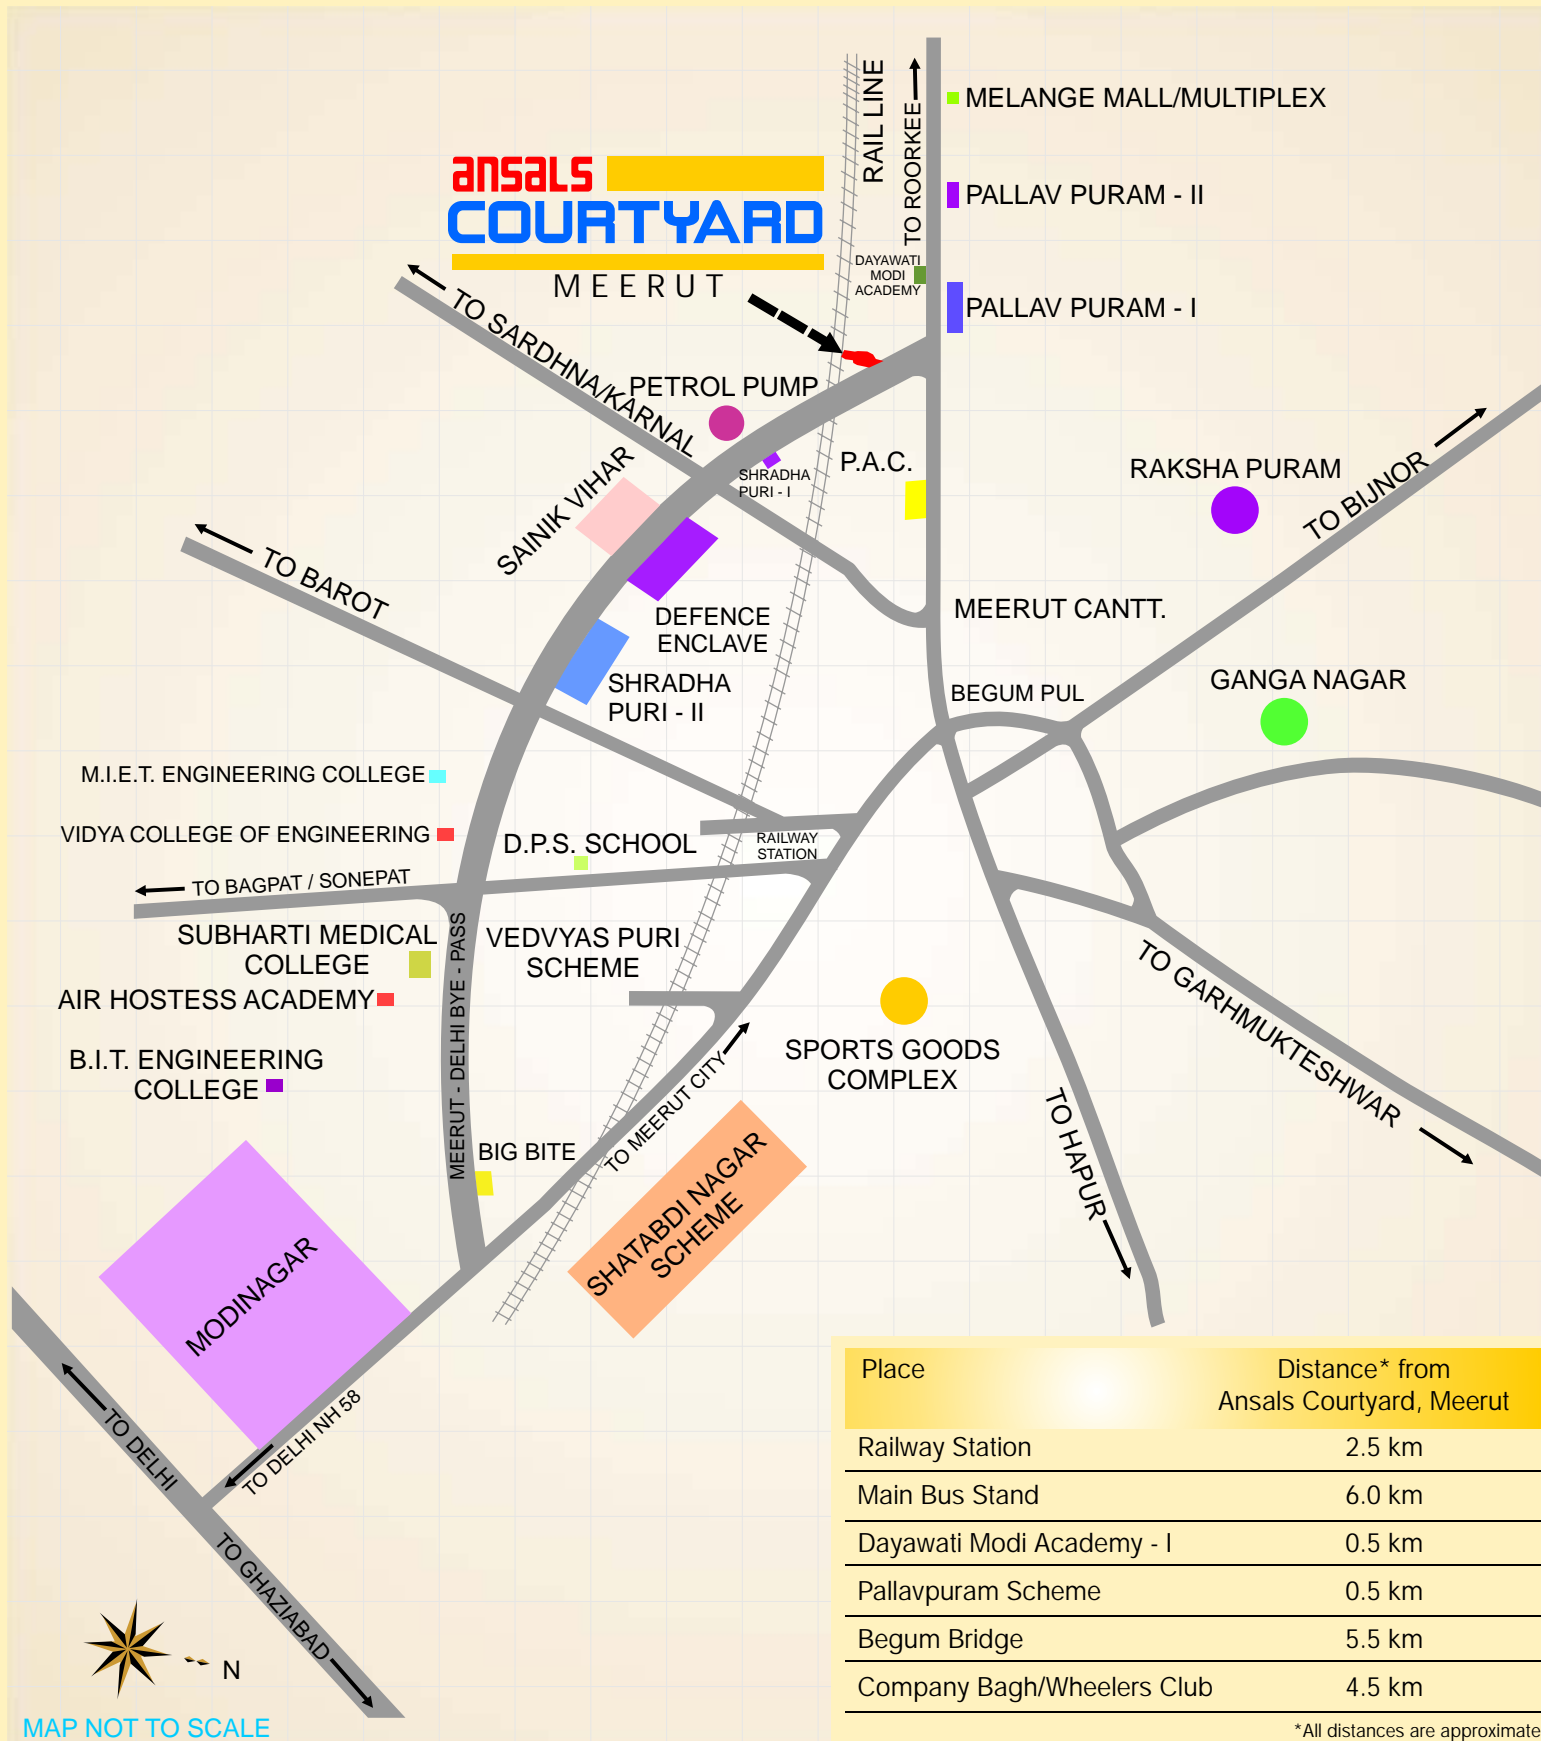 RAIL LINE
TO ROORKEE
MELANGE MALL/MULTIPLEX
ansals
COURTYARD
MEERUT
PALLAV PURAM - II
DAYAWATI
MODI
ACADEMY
PALLAV PURAM - I
TO SARDHNA/KARNAL
PETROL PUMP
SHRADHA
PURI - I
P.A.C.
RAKSHA PURAM
TO BIJNOR
SAINIK VIHAR
TO BAROT
DEFENCE
ENCLAVE
MEERUT CANTT.
SHRADHA
PURI - II
BEGUM PUL
GANGA NAGAR
M.I.E.T. ENGINEERING COLLEGE
VIDYA COLLEGE OF ENGINEERING
D.P.S. SCHOOL
RAILWAY
STATION
TO BAGPAT / SONEPAT
SUBHARTI MEDICAL
COLLEGE
VEDVYAS PURI
SCHEME
AIR HOSTESS ACADEMY
MEERUT - DELHI BYE - PASS
TO GARHMUKTESHWAR
B.I.T. ENGINEERING
COLLEGE
SPORTS GOODS
COMPLEX
TO MEERUT CITY
BIG BITE
TO HAPUR
SHATABDI NAGAR
SCHEME
MODINAGAR
TO DELHI NH 58
TO DELHI
TO GHAZIABAD
N
MAP NOT TO SCALE
Place Distance* from
Ansals Courtyard, Meerut
Railway Station 2.5 km
Main Bus Stand 6.0 km
Dayawati Modi Academy - I 0.5 km
Pallavpuram Scheme 0.5 km
Begum Bridge 5.5 km
Company Bagh/Wheelers Club 4.5 km
*All distances are approximate